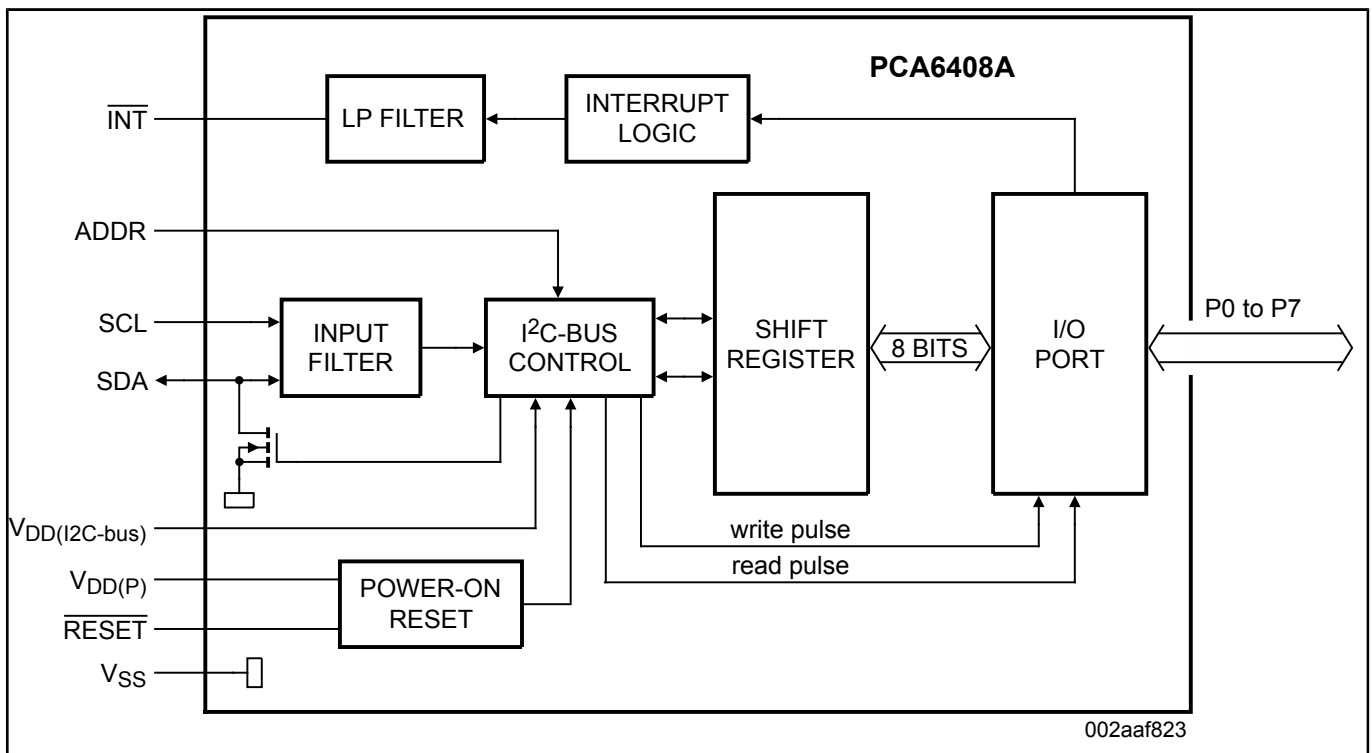 PCA6408A
INT
LP FILTER
INTERRUPT
LOGIC
ADDR
SCL
SDA
INPUT
FILTER
I²C-BUS
CONTROL
SHIFT
REGISTER
8 BITS
I/O
PORT
P0 to P7
VDD(I2C-bus)
write pulse
read pulse
VDD(P)
RESET
POWER-ON
RESET
VSS
002aaf823